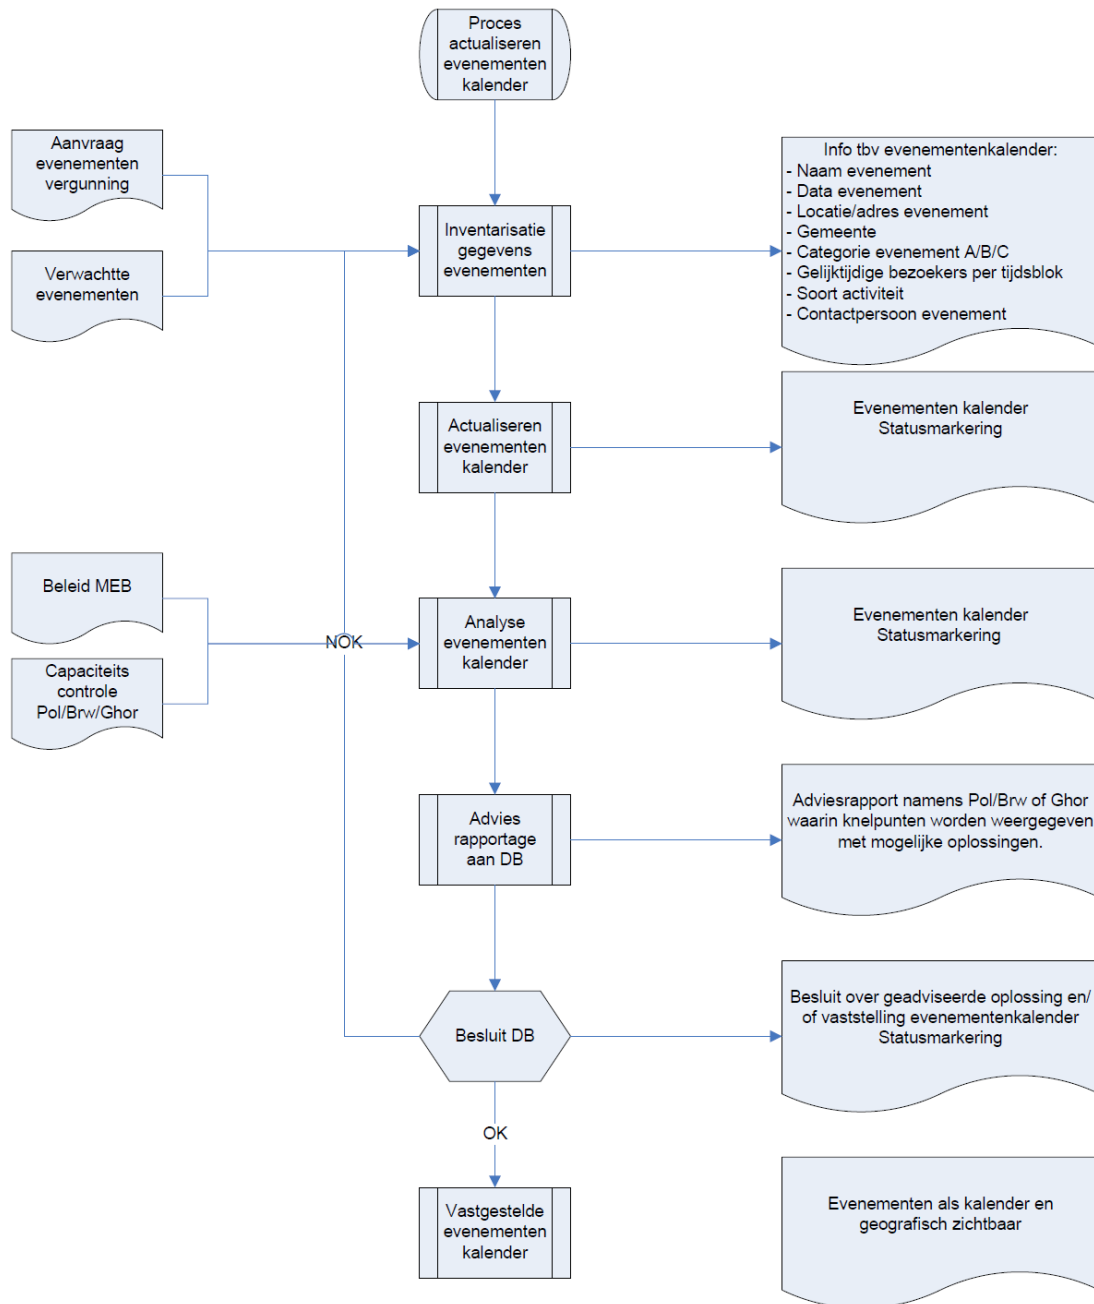 Proces
actualiseren
evenementen
kalender
Aanvraag
evenementen
vergunning
Verwachtte
evenementen
Inventarisatie
gegevens
evenementen
Info tbv evenementenkalender:
- Naam evenement
- Data evenement
- Locatie/adres evenement
- Gemeente
- Categorie evenement A/B/C
- Gelijktijdige bezoekers per tijdsblok
- Soort activiteit
- Contactpersoon evenement
Actualiseren
evenementen
kalender
Evenementen kalender
Statusmarkering
Beleid MEB
Capaciteits
controle
Pol/Brw/Ghor
NOK
Analyse
evenementen
kalender
Evenementen kalender
Statusmarkering
Advies
rapportage
aan DB
Adviesrapport namens Pol/Brw of Ghor
waarin knelpunten worden weergegeven
met mogelijke oplossingen.
Besluit DB
Besluit over geadviseerde oplossing en/
of vaststelling evenementenkalender
Statusmarkering
OK
Vastgestelde
evenementen
kalender
Evenementen als kalender en
geografisch zichtbaar